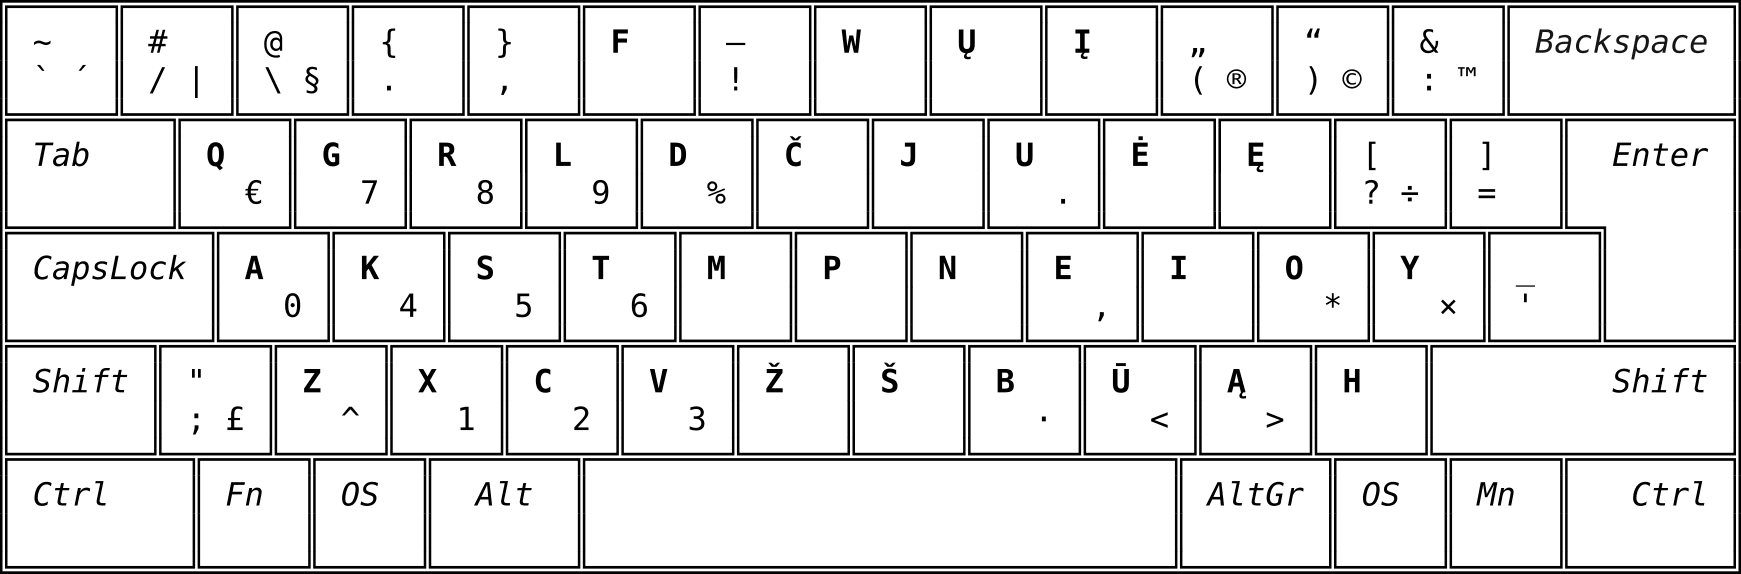 ~ # @ { } F – W Ų Į „ “ & Backspace
` ´ / | \ § . , ! ( ® ) © : ™
Tab Q G R L D Č J U Ė Ę [ ] Enter
€ 7 8 9 % . ? ÷ =
CapsLock A K S T M P N E I O Y _
0 4 5 6 , * × '
Shift " Z X C V Ž Š B Ū Ą H Shift
; £ ^ 1 2 3 · < >
Ctrl Fn OS Alt AltGr OS Mn Ctrl